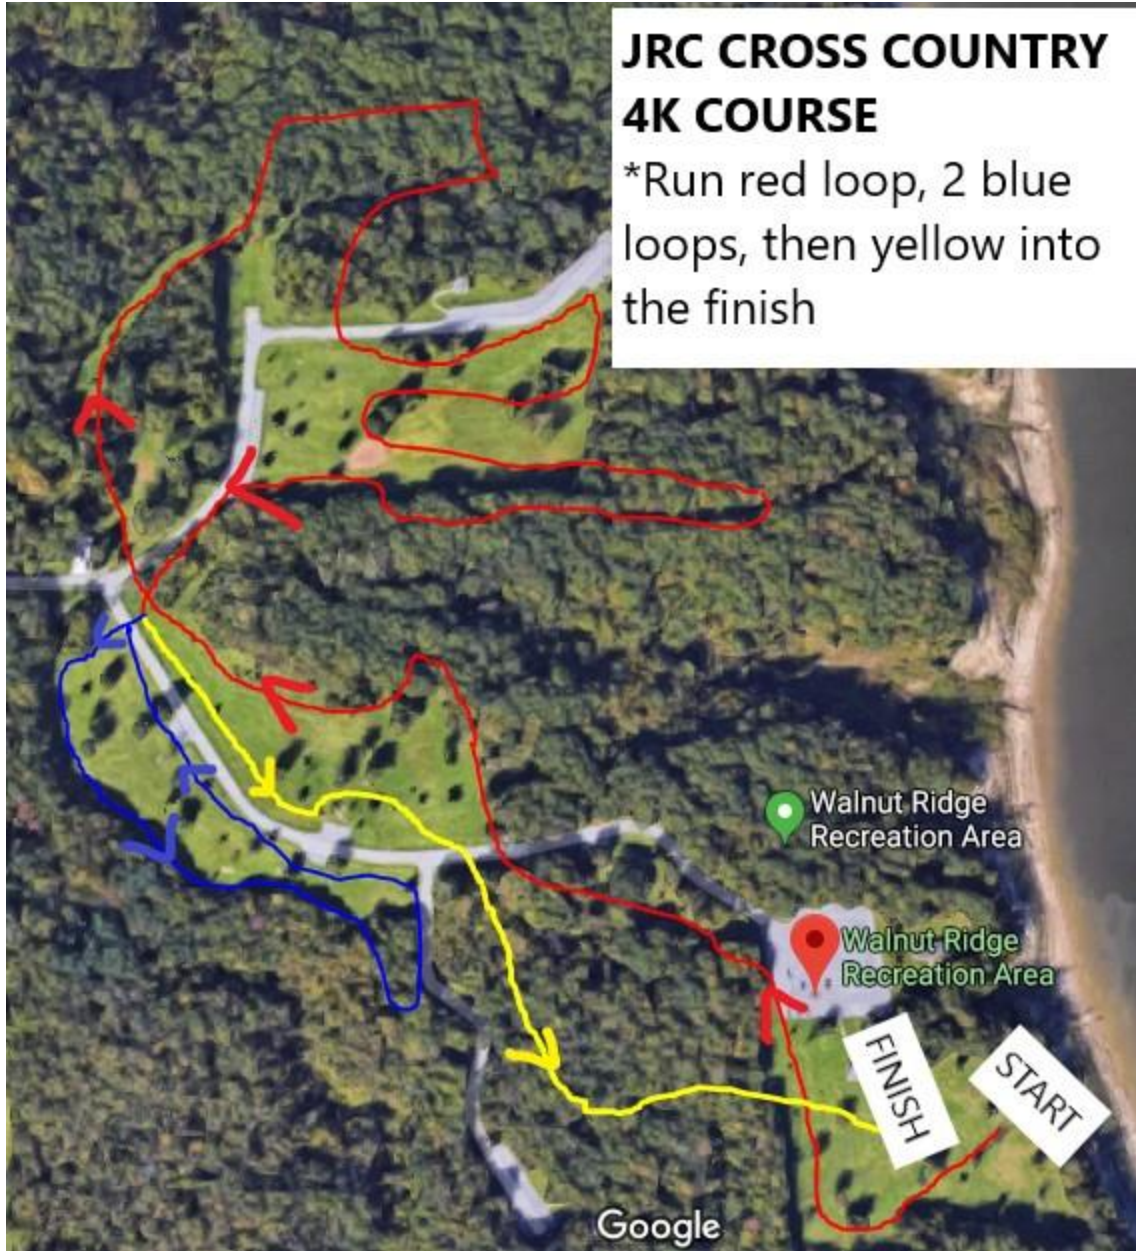 JRC CROSS COUNTRY
4K COURSE
*Run red loop, 2 blue
loops, then yellow into
the finish
Walnut Ridge
Recreation Area
Walnut Ridge
Recreation Area
FINISH
START
Google